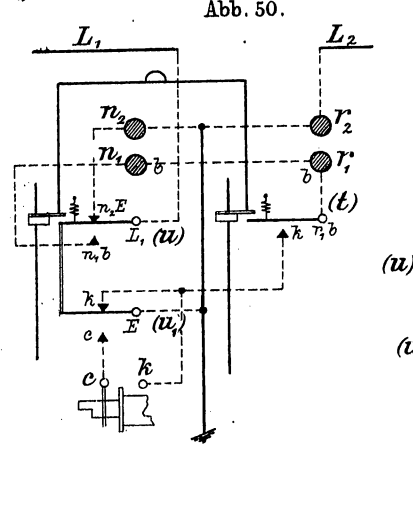 Abb. 50.
L₁ L₂
n₂ r₂
n₁ b b r₁
n₂E (t)
L₁ (u) k r₁b
n₁b (u)
k
E (u₁) (u
c
c k